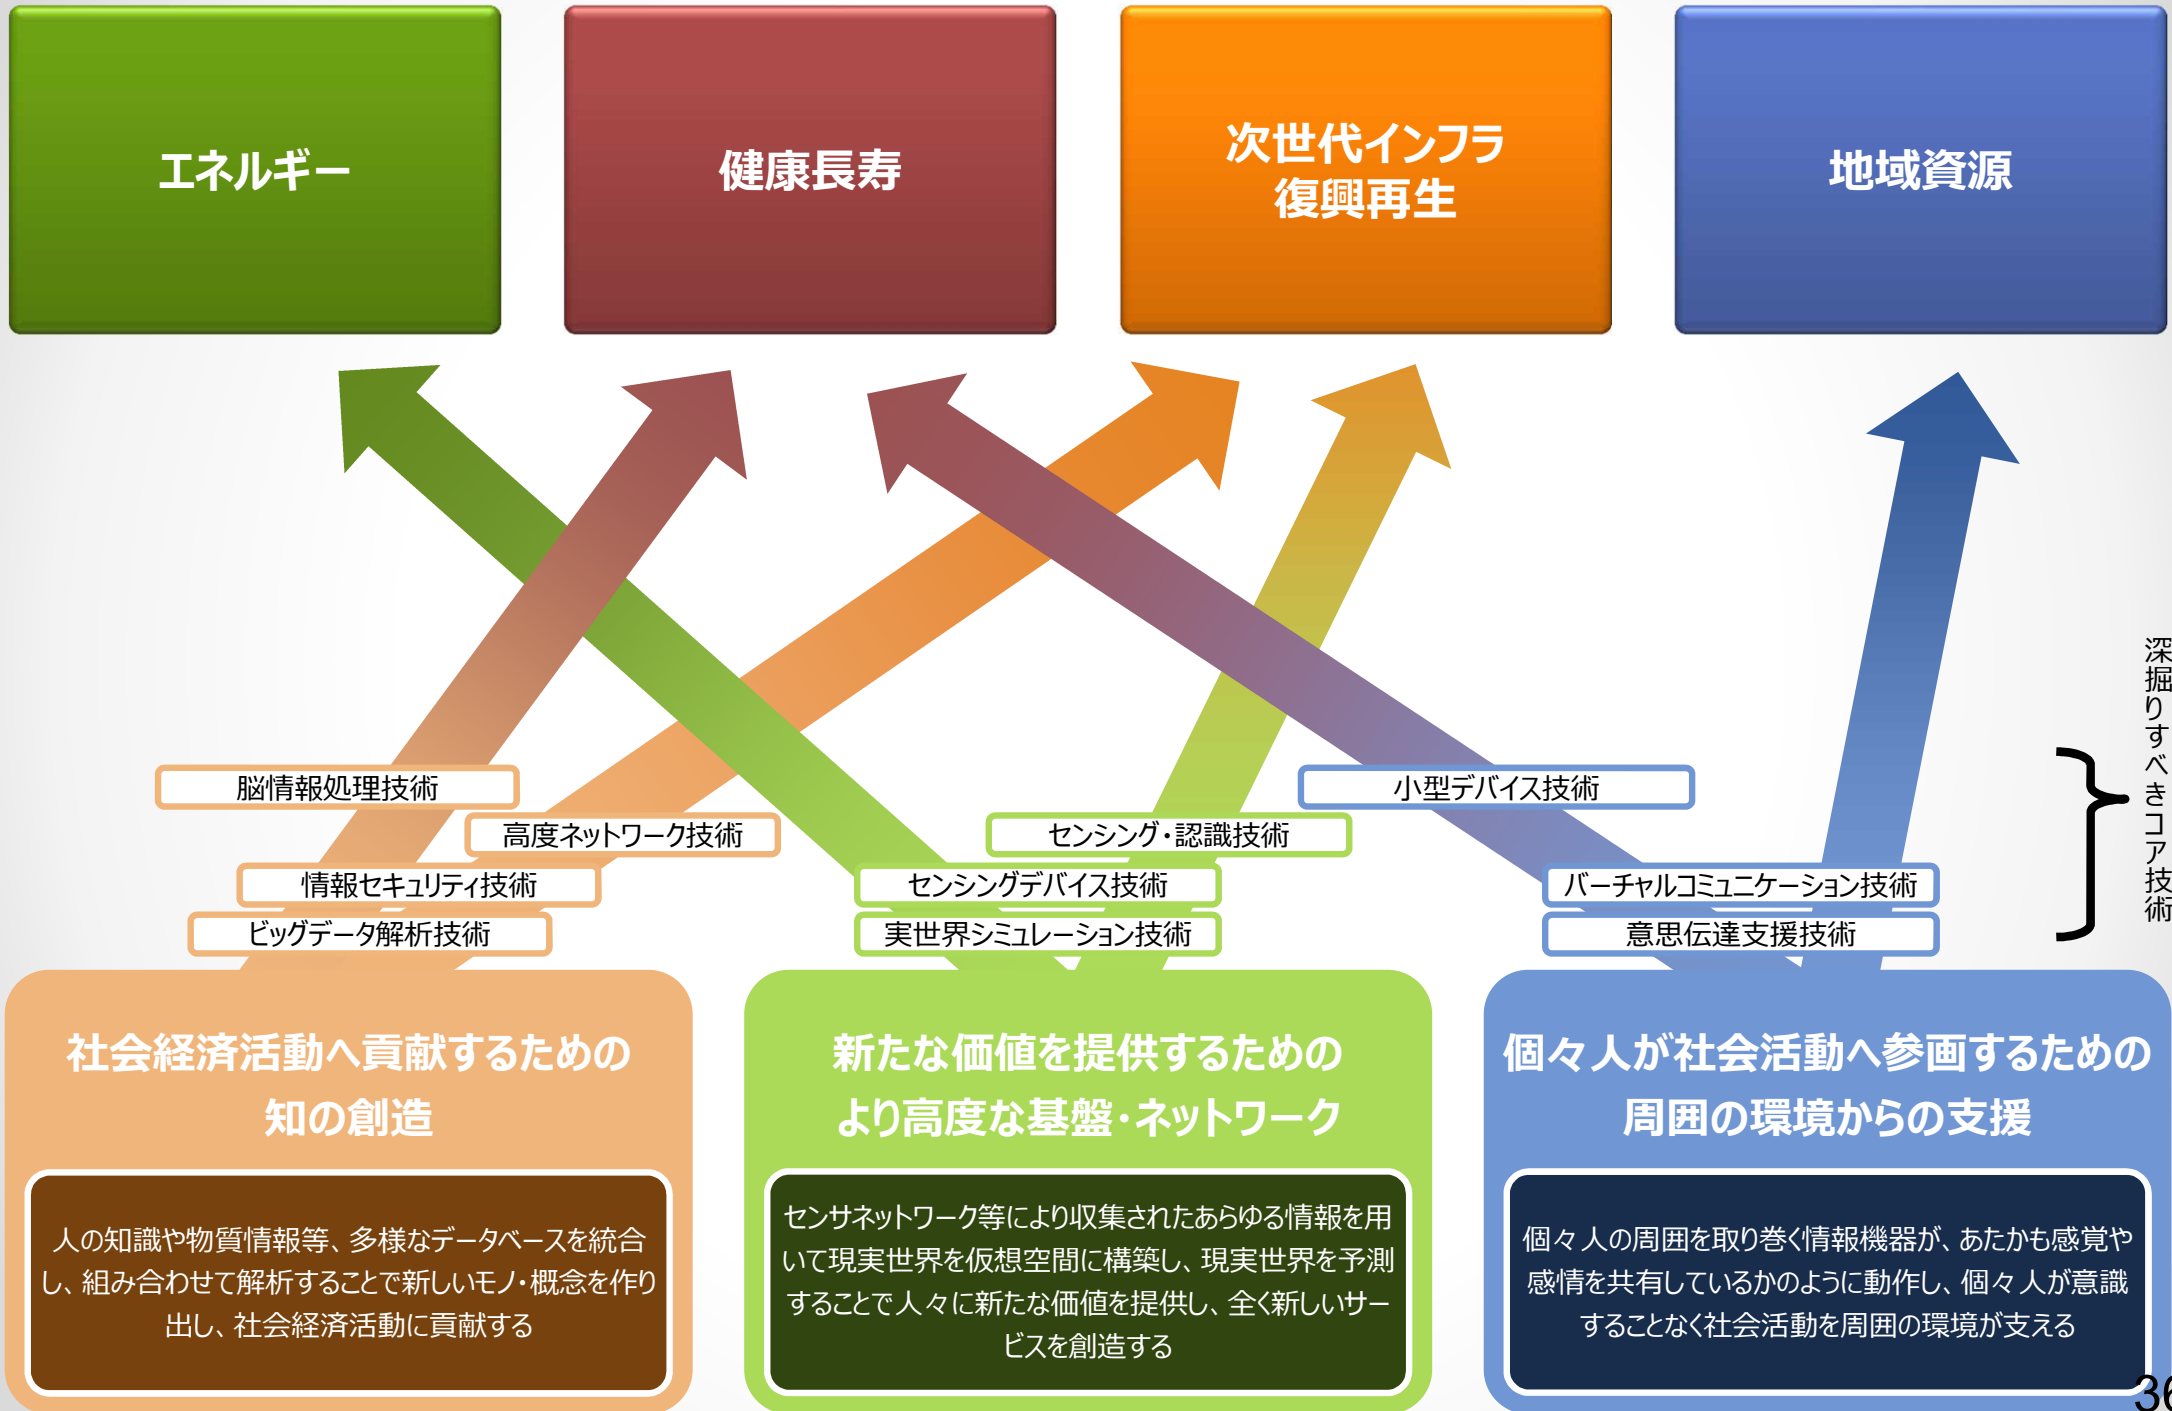 エネルギー
健康長寿
次世代インフラ
復興再生
地域資源
深掘りすべきコア技術
脳情報処理技術
小型デバイス技術
高度ネットワーク技術
センシング・認識技術
情報セキュリティ技術
センシングデバイス技術
バーチャルコミュニケーション技術
ビッグデータ解析技術
実世界シミュレーション技術
意思伝達支援技術
社会経済活動へ貢献するための
知の創造
人の知識や物質情報等、多様なデータベースを統合
し、組み合わせて解析することで新しいモノ・概念を作り
出し、社会経済活動に貢献する
新たな価値を提供するための
より高度な基盤・ネットワーク
センサネットワーク等により収集されたあらゆる情報を用
いて現実世界を仮想空間に構築し、現実世界を予測
することで人々に新たな価値を提供し、全く新しいサー
ビスを創造する
個々人が社会活動へ参画するための
周囲の環境からの支援
個々人の周囲を取り巻く情報機器が、あたかも感覚や
感情を共有しているかのように動作し、個々人が意識
することなく社会活動を周囲の環境が支える
36